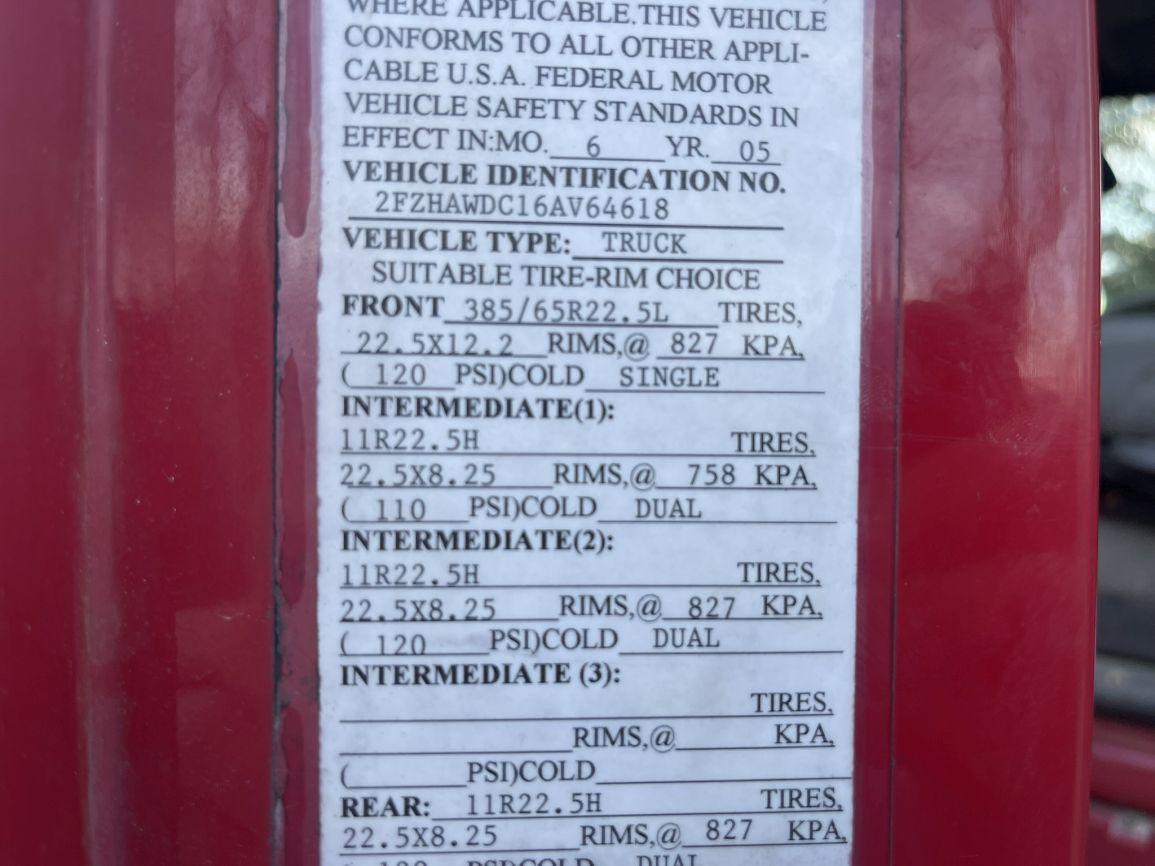 WHERE APPLICABLE.THIS VEHICLE
CONFORMS TO ALL OTHER APPLI-
CABLE U.S.A. FEDERAL MOTOR
VEHICLE SAFETY STANDARDS IN
EFFECT IN:MO. 6 YR. 05
VEHICLE IDENTIFICATION NO.
2FZHAWDC16AV64618
VEHICLE TYPE: TRUCK
SUITABLE TIRE-RIM CHOICE
FRONT 385/65R22.5L TIRES,
22.5X12.2 RIMS,@ 827 KPA,
( 120 PSI)COLD SINGLE
INTERMEDIATE(1):
11R22.5H TIRES,
22.5X8.25 RIMS,@ 758 KPA,
( 110 PSI)COLD DUAL
INTERMEDIATE(2):
11R22.5H TIRES,
22.5X8.25 RIMS,@ 827 KPA,
( 120 PSI)COLD DUAL
INTERMEDIATE (3):
TIRES,
RIMS,@ KPA,
( PSI)COLD
REAR: 11R22.5H TIRES,
22.5X8.25 RIMS,@ 827 KPA,
PSI)COLD DUAL